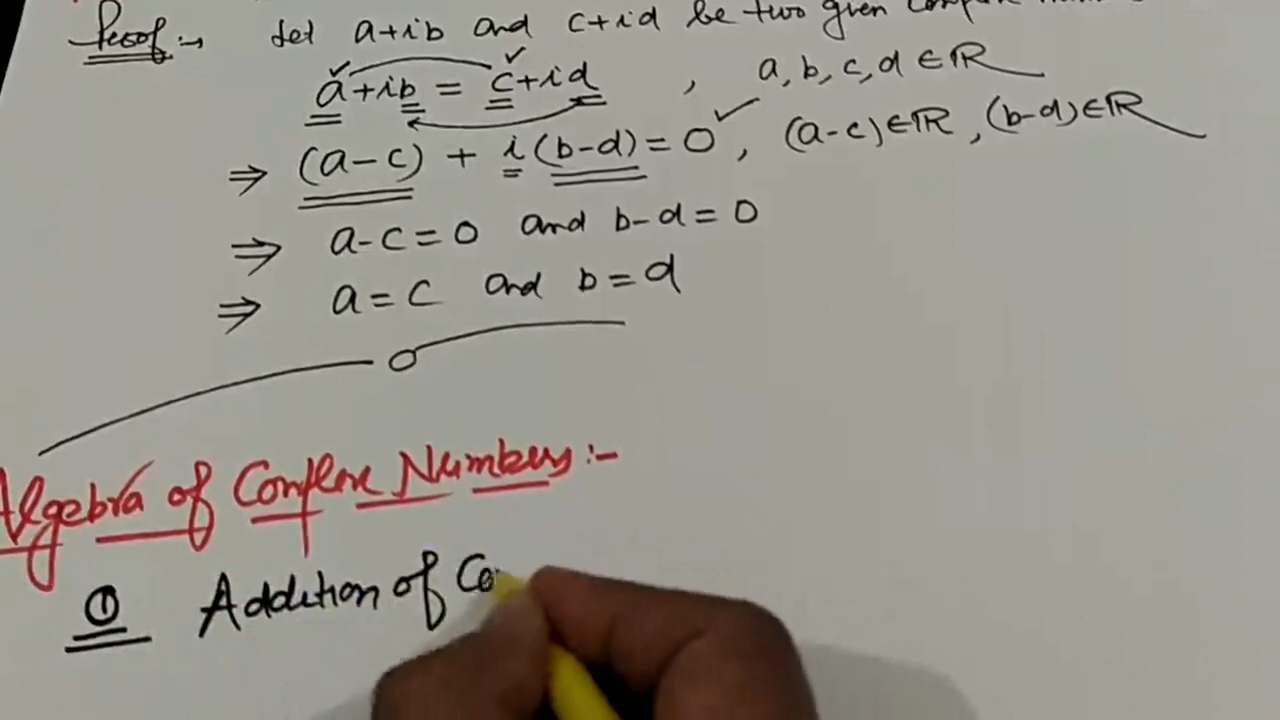 Proof :→ Let a+ib and c+id be two given
a+ib = c+id , a, b, c, d ∈ ℝ
⇒ (a-c) + i(b-d) = 0 , (a-c) ∈ ℝ , (b-d) ∈ ℝ
⇒ a-c=0 and b-d=0
⇒ a=c and b=d
Algebra of Complex Numbers :-
① Addition of Co